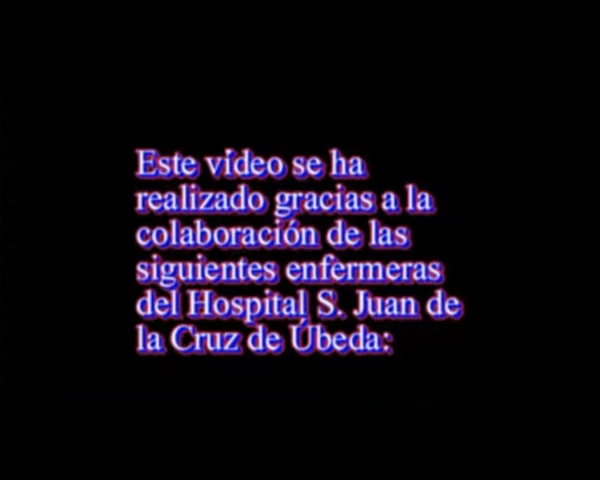 Este vídeo se ha
realizado gracias a la
colaboración de las
siguientes enfermeras
del Hospital S. Juan de
la Cruz de Úbeda: